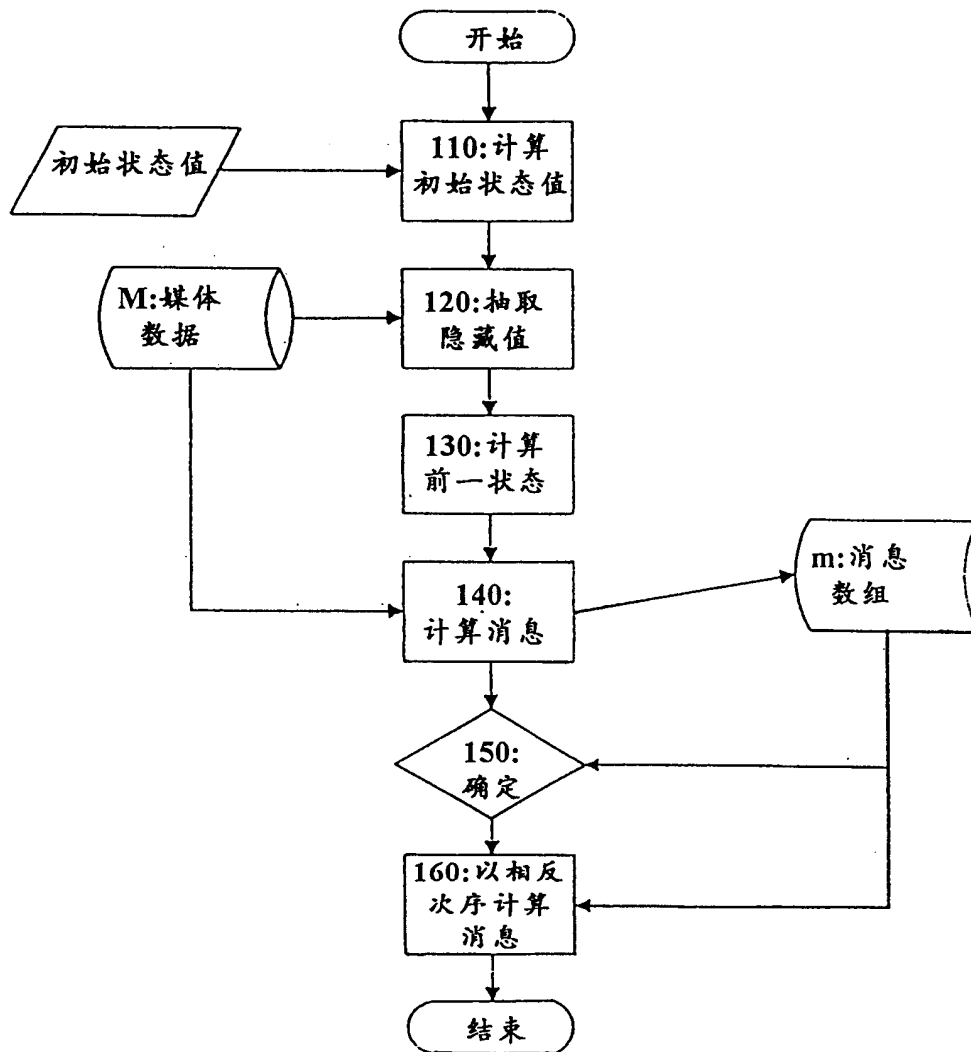 开始
初始状态值
110:计算
初始状态值
M:媒体
数据
120:抽取
隐藏值
130:计算
前一状态
140:
计算消息
m:消息
数组
150:
确定
160:以相反
次序计算
消息
结束